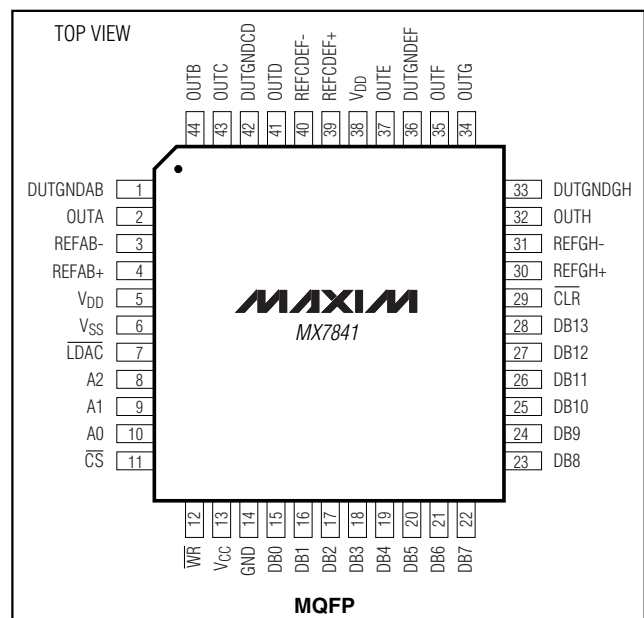 TOP VIEW
OUTB
OUTC
DUTGNDCD
OUTD
REFCDEF-
REFCDEF+
VDD
OUTE
DUTGNDEF
OUTF
OUTG
44
43
42
41
40
39
38
37
36
35
34
DUTGNDAB 1
OUTA 2
REFAB- 3
REFAB+ 4
VDD 5
VSS 6
LDAC 7
A2 8
A1 9
A0 10
CS 11
MAXIM
MX7841
33 DUTGNDGH
32 OUTH
31 REFGH-
30 REFGH+
29 CLR
28 DB13
27 DB12
26 DB11
25 DB10
24 DB9
23 DB8
12
13
14
15
16
17
18
19
20
21
22
WR
VCC
GND
DB0
DB1
DB2
DB3
DB4
DB5
DB6
DB7
MQFP